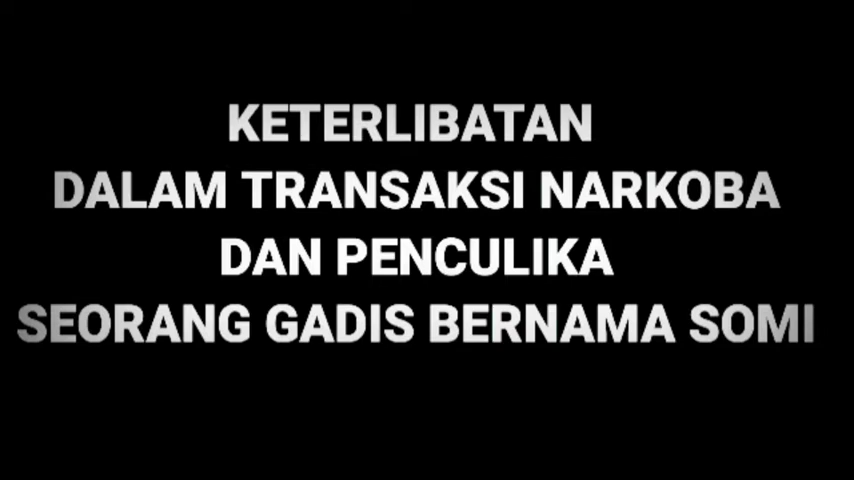 KETERLIBATAN
DALAM TRANSAKSI NARKOBA
DAN PENCULIKA
SEORANG GADIS BERNAMA SOMI